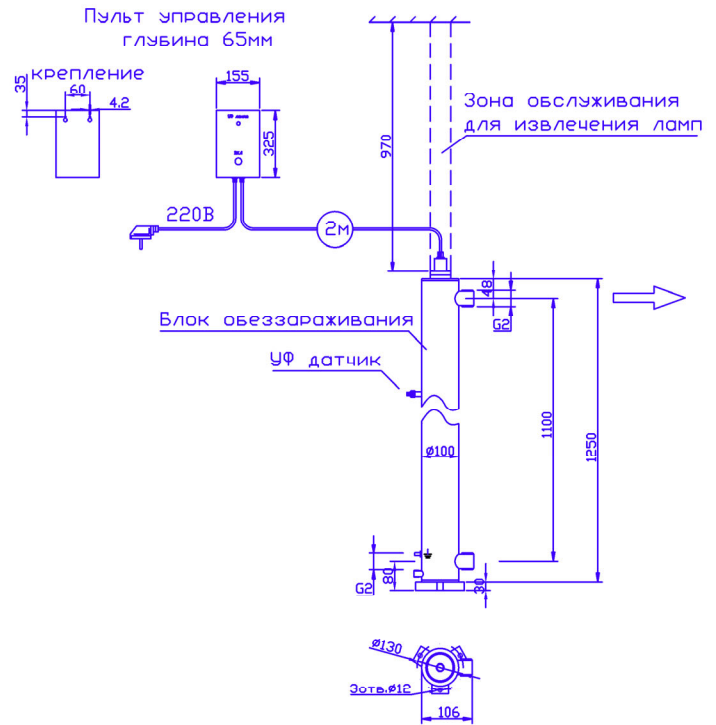 Пульт управления
глубина 65мм
крепление
35
60
4.2
155
325
970
Зона обслуживания
для извлечения ламп
220В
2м
48
G2
Блок обеззараживания
УФ датчик
Ø100
1100
1250
G2
80
30
Ø130
3отв.Ø12
106